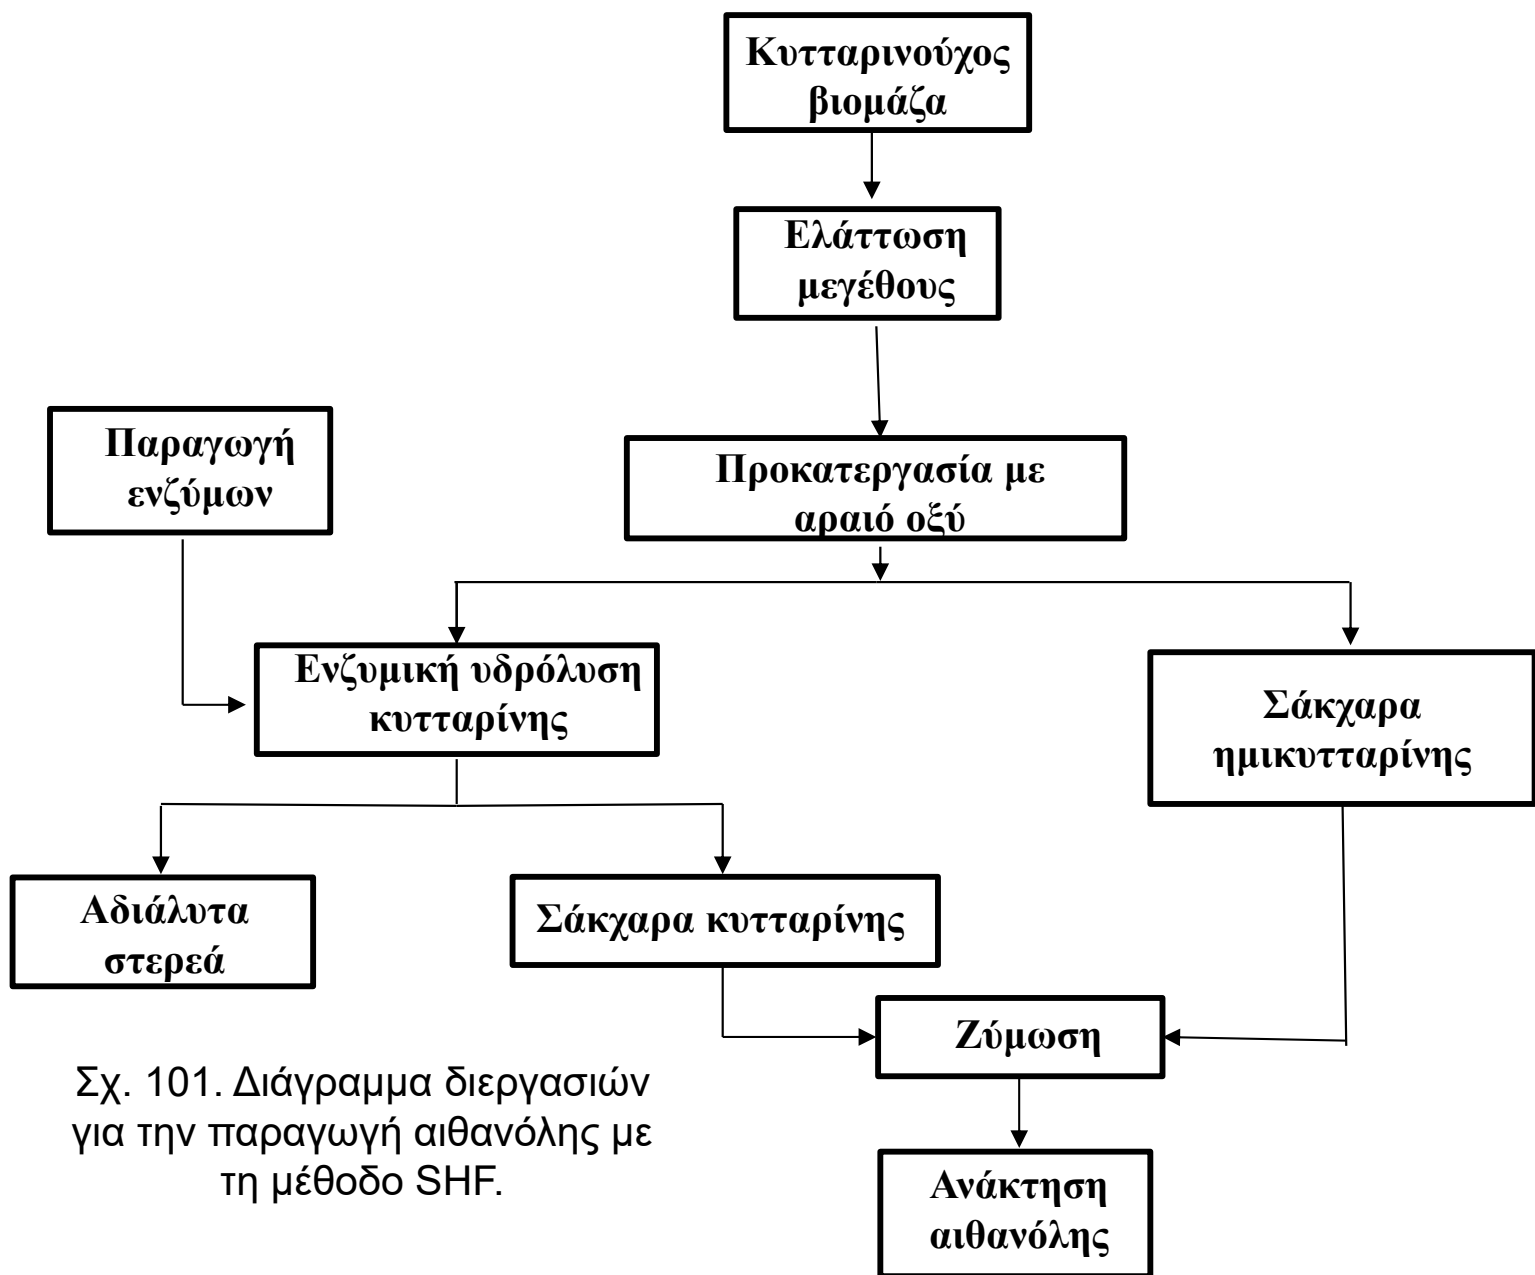 Κυτταρινούχος
βιομάζα
Ελάττωση
μεγέθους
Παραγωγή
ενζύμων
Προκατεργασία με
αραιό οξύ
Ενζυμική υδρόλυση
κυτταρίνης
Σάκχαρα
ημικυτταρίνης
Αδιάλυτα
στερεά
Σάκχαρα κυτταρίνης
Ζύμωση
Σχ. 101. Διάγραμμα διεργασιών
για την παραγωγή αιθανόλης με
τη μέθοδο SHF.
Ανάκτηση
αιθανόλης